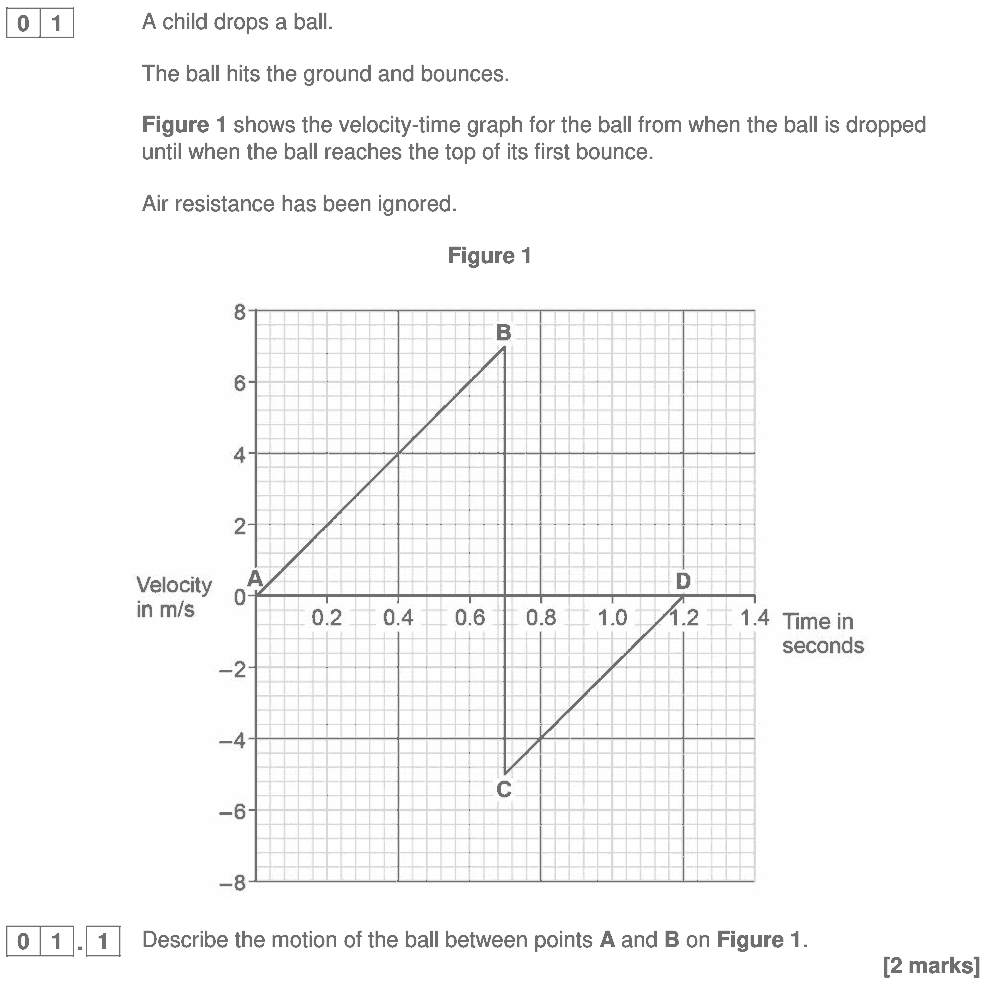 0 1 A child drops a ball.
The ball hits the ground and bounces.
Figure 1 shows the velocity-time graph for the ball from when the ball is dropped
until when the ball reaches the top of its first bounce.
Air resistance has been ignored.
Figure 1
8
B
6
4
2
A
Velocity
in m/s
0
D
0.2 0.4 0.6 0.8 1.0 1.2 1.4
Time in
seconds
−2
−4
C
−6
−8
0 1 . 1 Describe the motion of the ball between points A and B on Figure 1.
[2 marks]